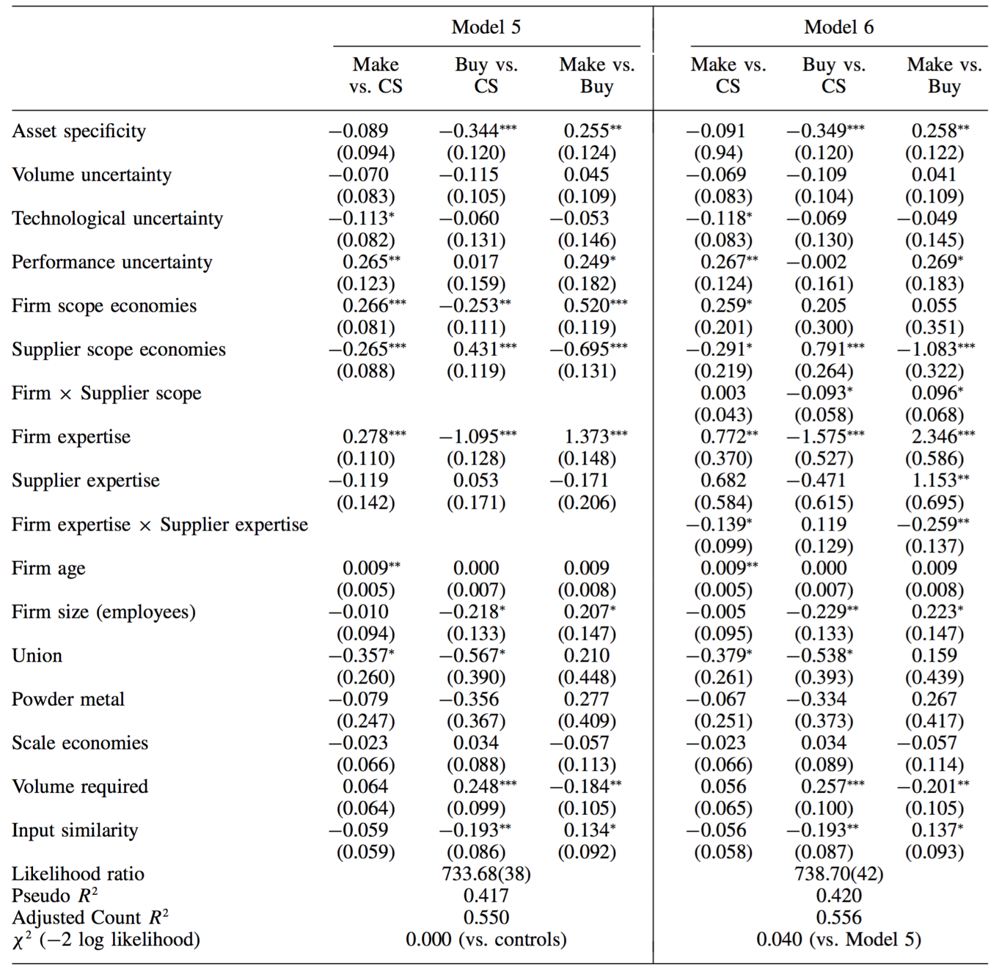 Model 5 Model 6
Make Buy vs. Make vs. Make vs. Buy vs. Make vs.
vs. CS CS Buy CS CS Buy
Asset specificity −0.089 −0.344*** 0.255** −0.091 −0.349*** 0.258**
(0.094) (0.120) (0.124) (0.94) (0.120) (0.122)
Volume uncertainty −0.070 −0.115 0.045 −0.069 −0.109 0.041
(0.083) (0.105) (0.109) (0.083) (0.104) (0.109)
Technological uncertainty −0.113* −0.060 −0.053 −0.118* −0.069 −0.049
(0.082) (0.131) (0.146) (0.083) (0.130) (0.145)
Performance uncertainty 0.265** 0.017 0.249* 0.267** −0.002 0.269*
(0.123) (0.159) (0.182) (0.124) (0.161) (0.183)
Firm scope economies 0.266*** −0.253** 0.520*** 0.259* 0.205 0.055
(0.081) (0.111) (0.119) (0.201) (0.300) (0.351)
Supplier scope economies −0.265*** 0.431*** −0.695*** −0.291* 0.791*** −1.083***
(0.088) (0.119) (0.131) (0.219) (0.264) (0.322)
Firm × Supplier scope 0.003 −0.093* 0.096*
(0.043) (0.058) (0.068)
Firm expertise 0.278*** −1.095*** 1.373*** 0.772** −1.575*** 2.346***
(0.110) (0.128) (0.148) (0.370) (0.527) (0.586)
Supplier expertise −0.119 0.053 −0.171 0.682 −0.471 1.153**
(0.142) (0.171) (0.206) (0.584) (0.615) (0.695)
Firm expertise × Supplier expertise −0.139* 0.119 −0.259**
(0.099) (0.129) (0.137)
Firm age 0.009** 0.000 0.009 0.009** 0.000 0.009
(0.005) (0.007) (0.008) (0.005) (0.007) (0.008)
Firm size (employees) −0.010 −0.218* 0.207* −0.005 −0.229** 0.223*
(0.094) (0.133) (0.147) (0.095) (0.133) (0.147)
Union −0.357* −0.567* 0.210 −0.379* −0.538* 0.159
(0.260) (0.390) (0.448) (0.261) (0.393) (0.439)
Powder metal −0.079 −0.356 0.277 −0.067 −0.334 0.267
(0.247) (0.367) (0.409) (0.251) (0.373) (0.417)
Scale economies −0.023 0.034 −0.057 −0.023 0.034 −0.057
(0.066) (0.088) (0.113) (0.066) (0.089) (0.114)
Volume required 0.064 0.248*** −0.184** 0.056 0.257*** −0.201**
(0.064) (0.099) (0.105) (0.065) (0.100) (0.105)
Input similarity −0.059 −0.193** 0.134* −0.056 −0.193** 0.137*
(0.059) (0.086) (0.092) (0.058) (0.087) (0.093)
Likelihood ratio 733.68(38) 738.70(42)
Pseudo R² 0.417 0.420
Adjusted Count R² 0.550 0.556
χ² (−2 log likelihood) 0.000 (vs. controls) 0.040 (vs. Model 5)